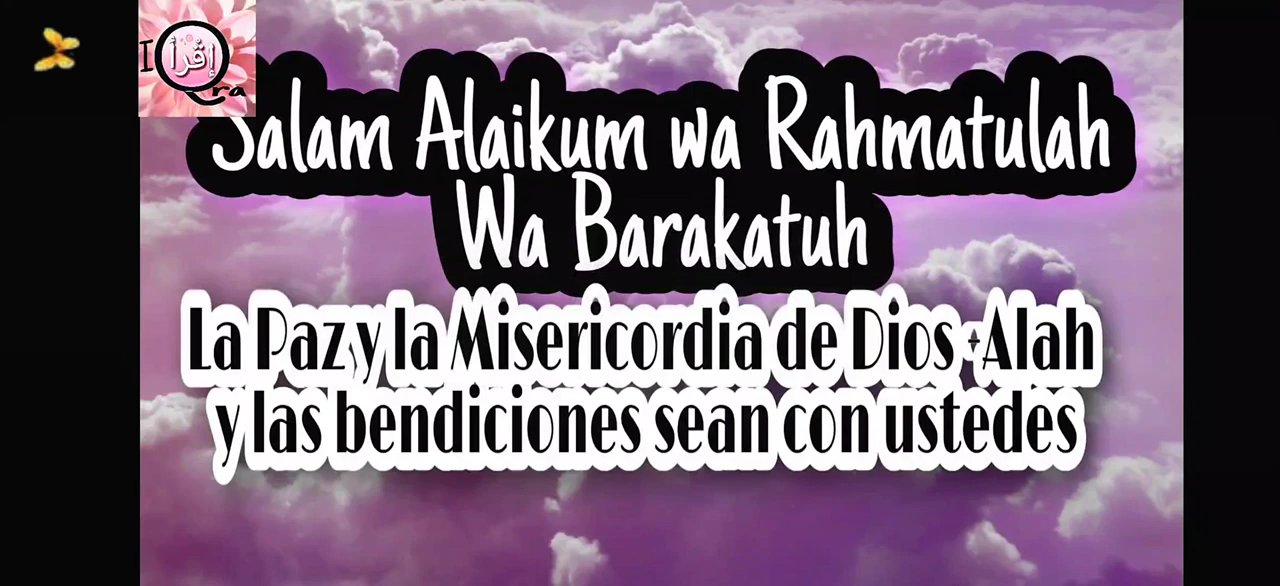 I إقرأ Qra
Salam Alaikum wa Rahmatulah
Wa Barakatuh
La Paz y la Misericordia de Dios -Alah
y las bendiciones sean con ustedes